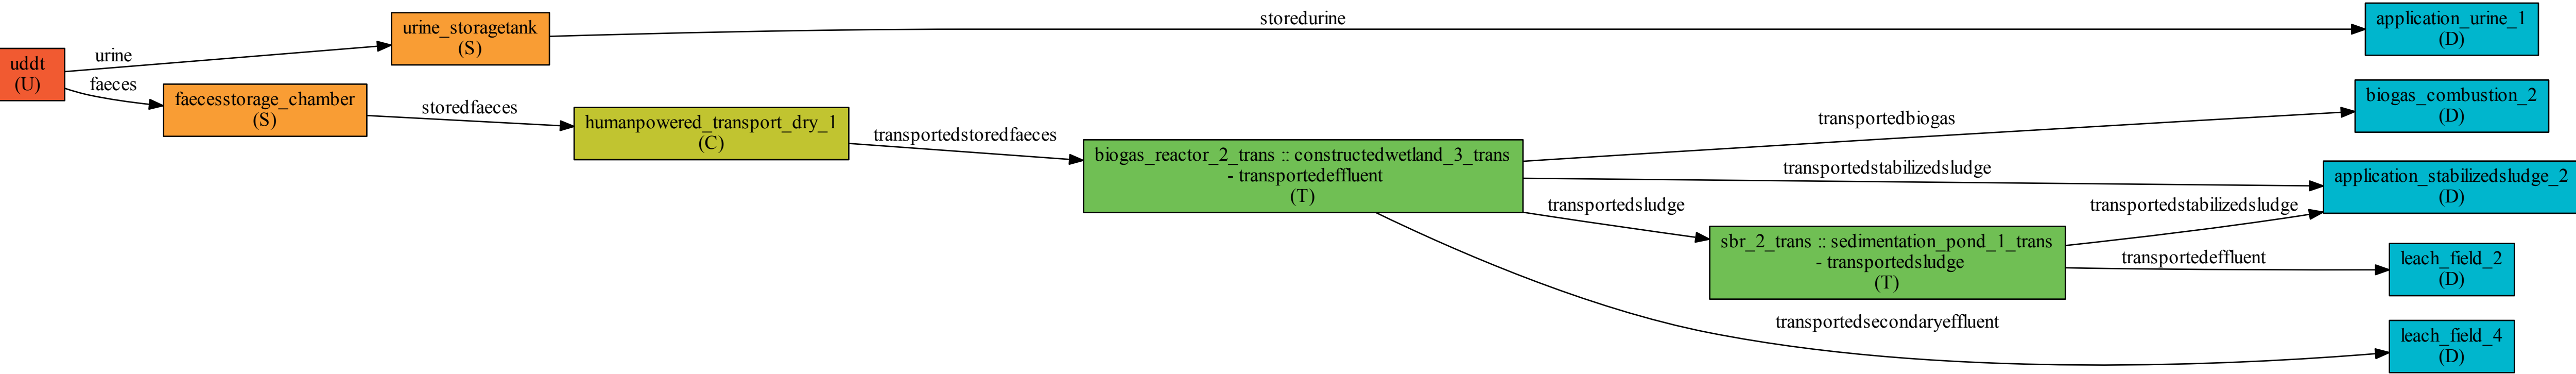 uddt
(U)
urine
faeces
urine_storagetank
(S)
faecesstorage_chamber
(S)
storedurine
storedfaeces
humanpowered_transport_dry_1
(C)
transportedstoredfaeces
biogas_reactor_2_trans :: constructedwetland_3_trans
- transportedeffluent
(T)
transportedbiogas
transportedstabilizedsludge
transportedsludge
transportedsecondaryeffluent
sbr_2_trans :: sedimentation_pond_1_trans
- transportedsludge
(T)
transportedstabilizedsludge
transportedeffluent
application_urine_1
(D)
biogas_combustion_2
(D)
application_stabilizedsludge_2
(D)
leach_field_2
(D)
leach_field_4
(D)